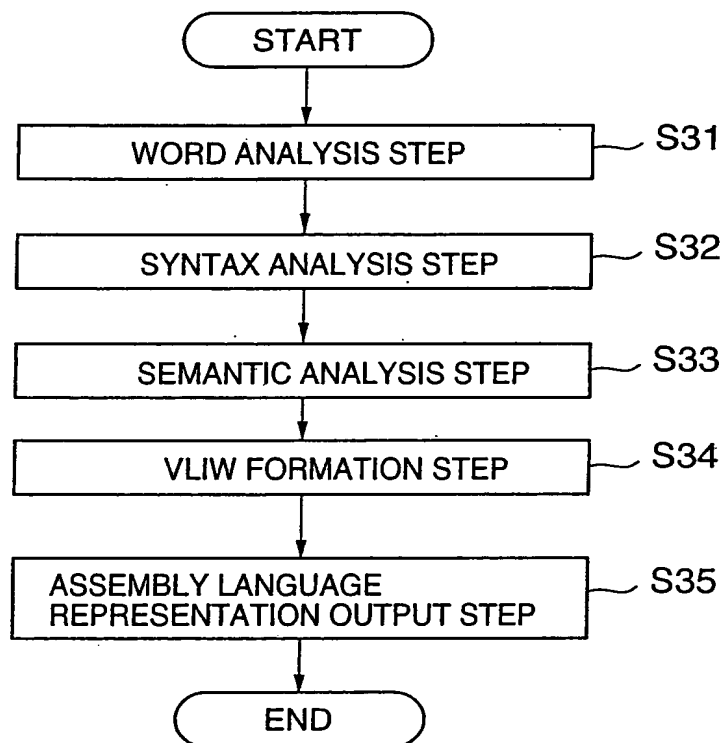 START
WORD ANALYSIS STEP
S31
SYNTAX ANALYSIS STEP
S32
SEMANTIC ANALYSIS STEP
S33
VLIW FORMATION STEP
S34
ASSEMBLY LANGUAGE
REPRESENTATION OUTPUT STEP
S35
END